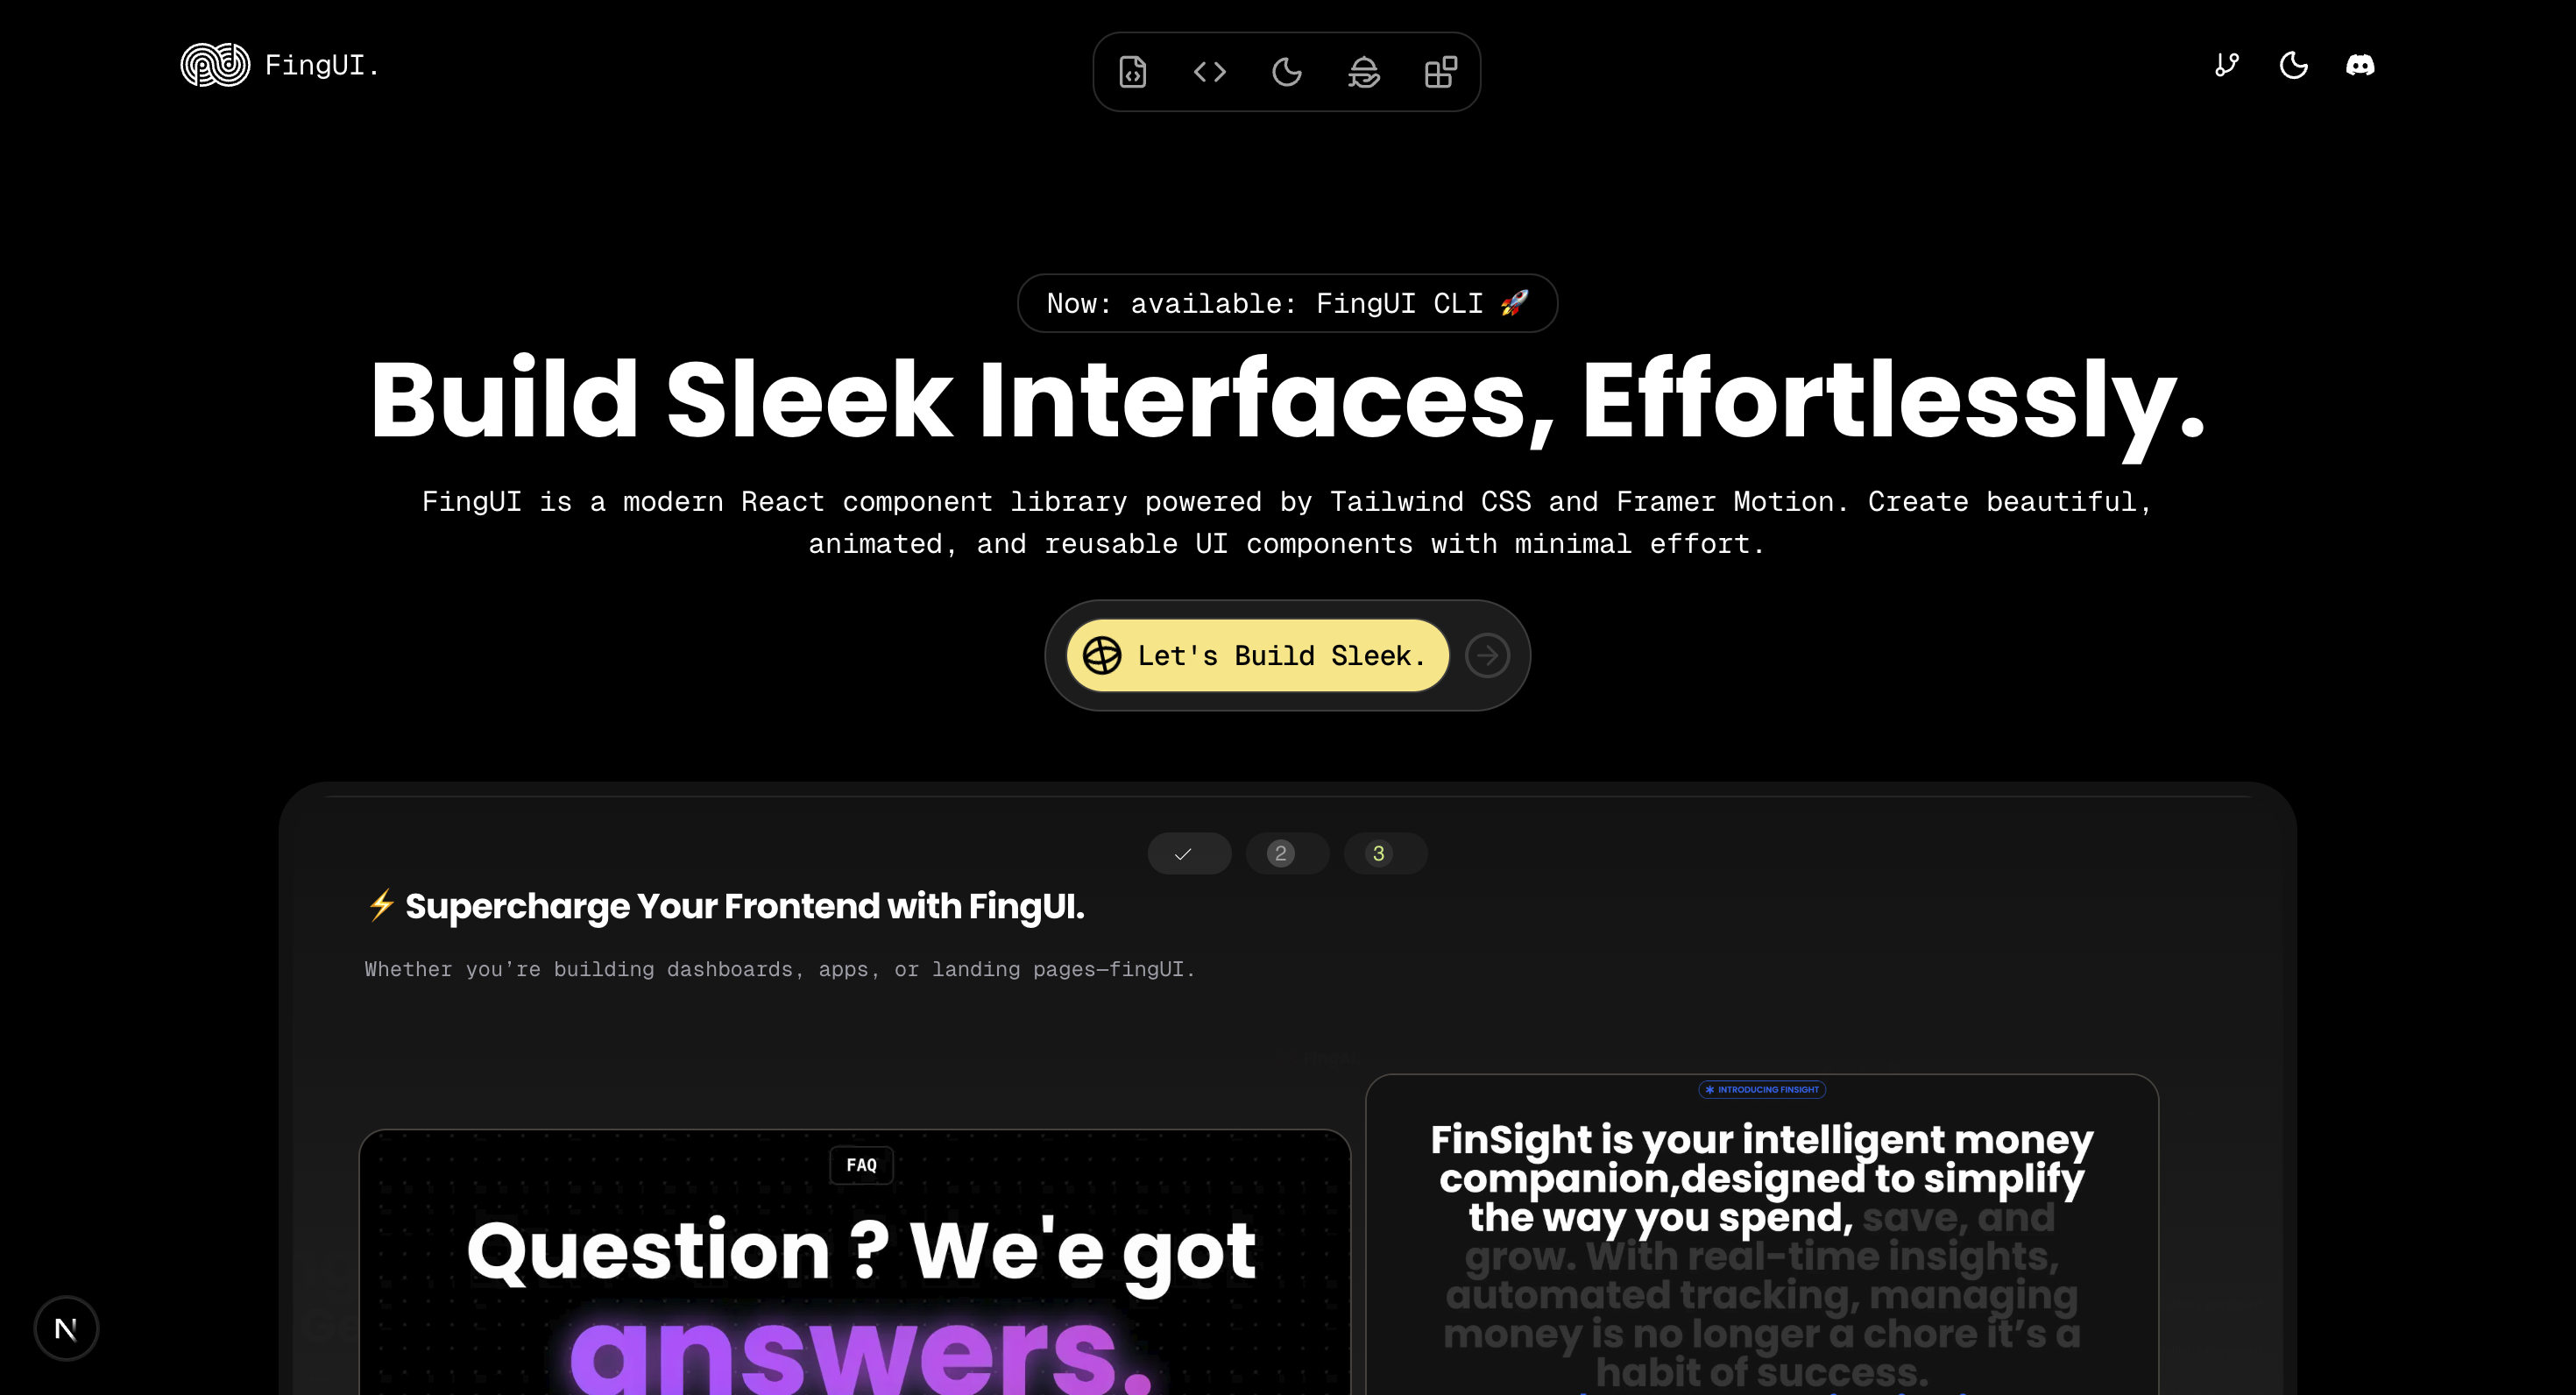 FingUI.
Now: available: FingUI CLI 🚀
Build Sleek Interfaces, Effortlessly.
FingUI is a modern React component library powered by Tailwind CSS and Framer Motion. Create beautiful,
animated, and reusable UI components with minimal effort.
Let's Build Sleek.
2
3
⚡ Supercharge Your Frontend with FingUI.
Whether you’re building dashboards, apps, or landing pages—fingUI.
FAQ
Question ? We'e got
answers.
INTRODUCING FINSIGHT
FinSight is your intelligent money
companion,designed to simplify
the way you spend, save, and
grow. With real-time insights,
automated tracking, managing
money is no longer a chore it’s a
habit of success.
N